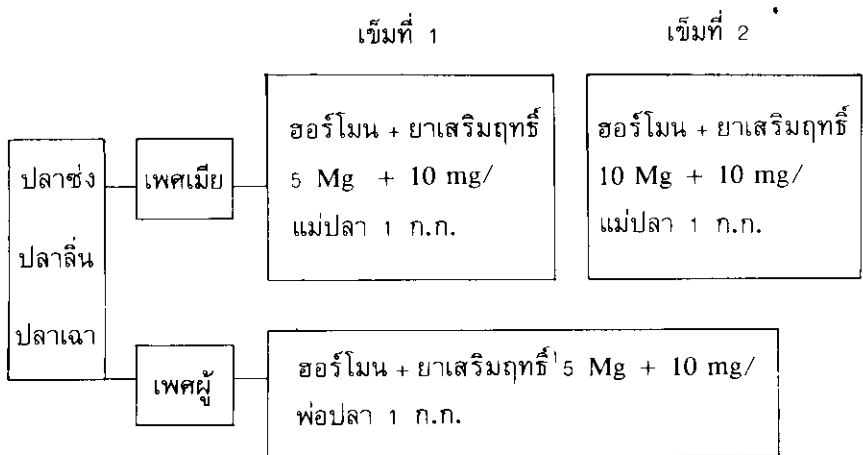 เข็มที่ 1
เข็มที่ 2
ปลาซ่ง
ปลาลิ่น
ปลาเฉา
เพศเมีย
ฮอร์โมน + ยาเสริมฤทธิ์
5 Mg + 10 mg/
แม่ปลา 1 ก.ก.
ฮอร์โมน + ยาเสริมฤทธิ์
10 Mg + 10 mg/
แม่ปลา 1 ก.ก.
เพศผู้
ฮอร์โมน + ยาเสริมฤทธิ์ 5 Mg + 10 mg/
พ่อปลา 1 ก.ก.